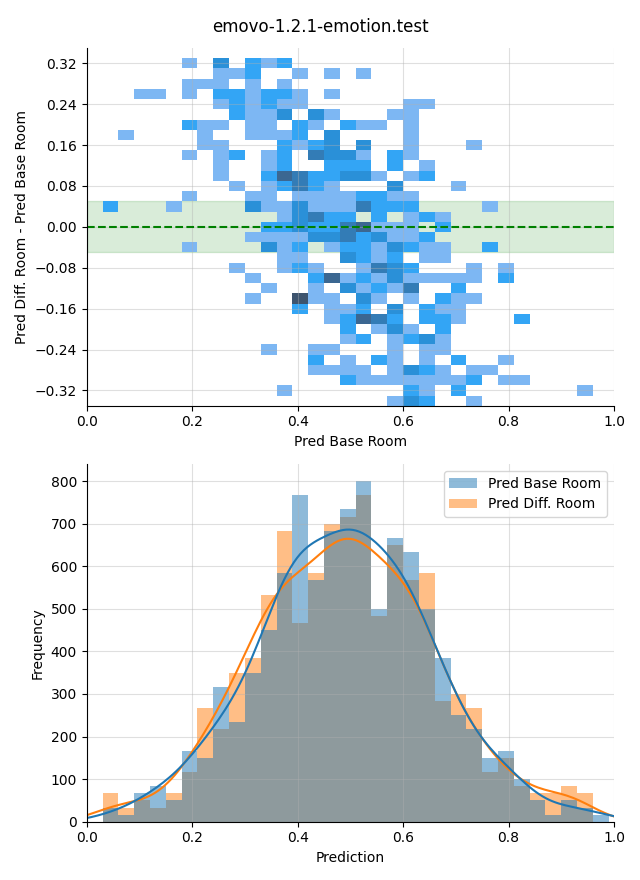 emovo-1.2.1-emotion.test
Pred Diff. Room - Pred Base Room
0.32
0.24
0.16
0.08
0.00
−0.08
−0.16
−0.24
−0.32
0.0 0.2 0.4 0.6 0.8 1.0
Pred Base Room
Frequency
800
700
600
500
400
300
200
100
0
Pred Base Room
Pred Diff. Room
0.0 0.2 0.4 0.6 0.8 1.0
Prediction